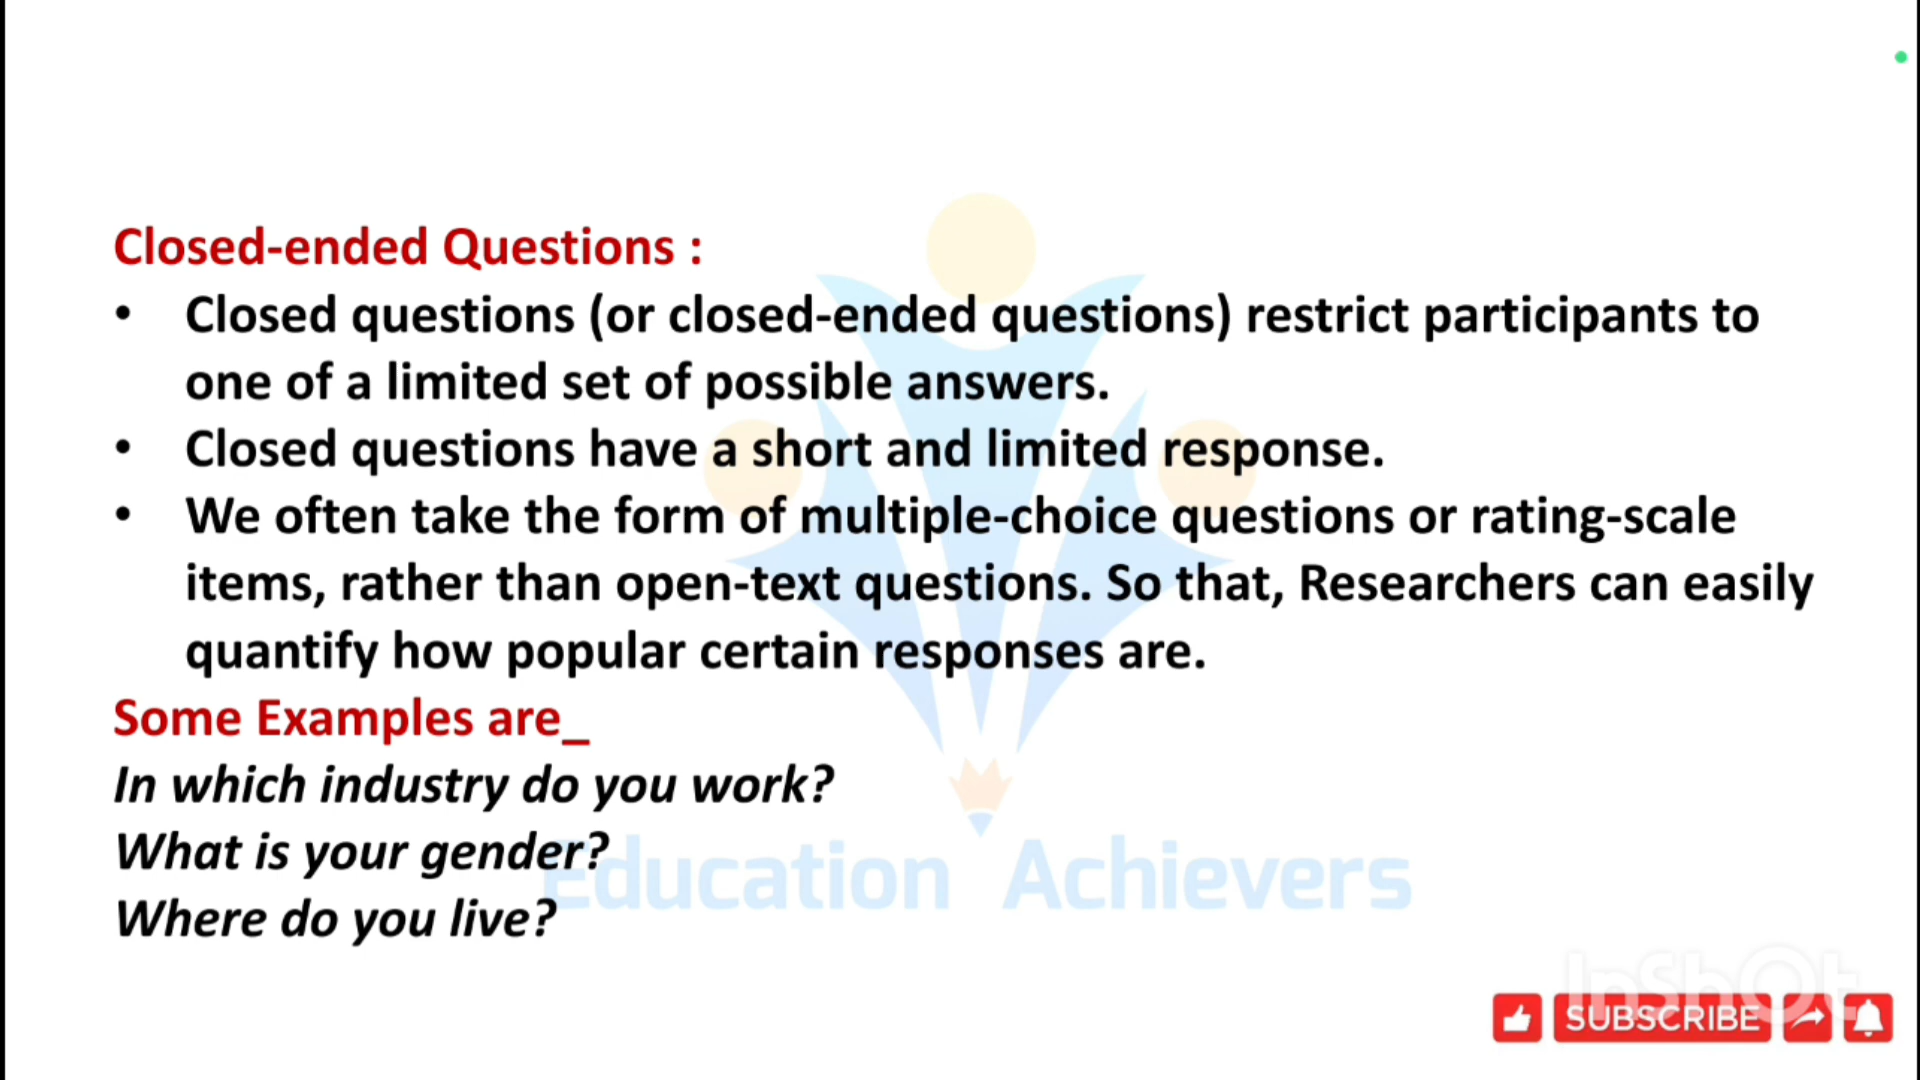 Closed-ended Questions :
• Closed questions (or closed-ended questions) restrict participants to
one of a limited set of possible answers.
• Closed questions have a short and limited response.
• We often take the form of multiple-choice questions or rating-scale
items, rather than open-text questions. So that, Researchers can easily
quantify how popular certain responses are.
Some Examples are_
In which industry do you work?
What is your gender?
Where do you live?
Education Achievers
InShOt
SUBSCRIBE